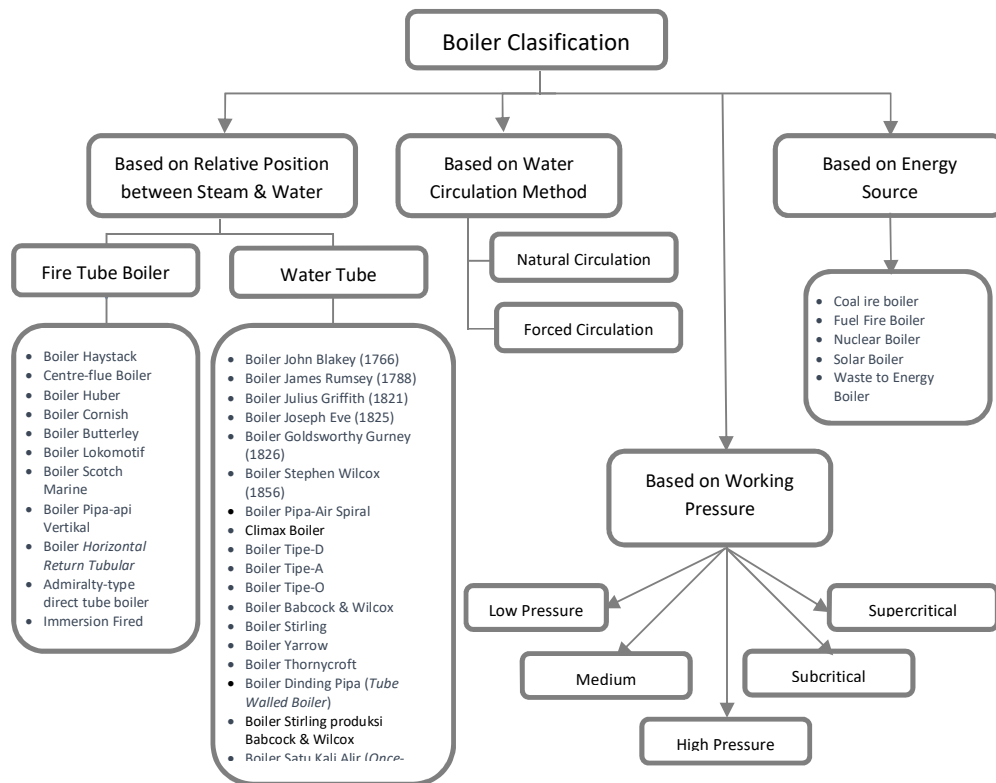 Boiler Clasification
Based on Relative Position
between Steam & Water
Based on Water
Circulation Method
Based on Energy
Source
Fire Tube Boiler
Water Tube
Natural Circulation
Forced Circulation
• Coal ire boiler
• Fuel Fire Boiler
• Nuclear Boiler
• Solar Boiler
• Waste to Energy
Boiler
• Boiler Haystack
• Centre-flue Boiler
• Boiler Huber
• Boiler Cornish
• Boiler Butterley
• Boiler Lokomotif
• Boiler Scotch
Marine
• Boiler Pipa-api
Vertikal
• Boiler Horizontal
Return Tubular
• Admiralty-type
direct tube boiler
• Immersion Fired
• Boiler John Blakey (1766)
• Boiler James Rumsey (1788)
• Boiler Julius Griffith (1821)
• Boiler Joseph Eve (1825)
• Boiler Goldsworthy Gurney
(1826)
• Boiler Stephen Wilcox
(1856)
• Boiler Pipa-Air Spiral
• Climax Boiler
• Boiler Tipe-D
• Boiler Tipe-A
• Boiler Tipe-O
• Boiler Babcock & Wilcox
• Boiler Stirling
• Boiler Yarrow
• Boiler Thornycroft
• Boiler Dinding Pipa (Tube
Walled Boiler)
• Boiler Stirling produksi
Babcock & Wilcox
• Boiler Satu Kali Alir (Once-
Based on Working
Pressure
Low Pressure
Medium
High Pressure
Subcritical
Supercritical